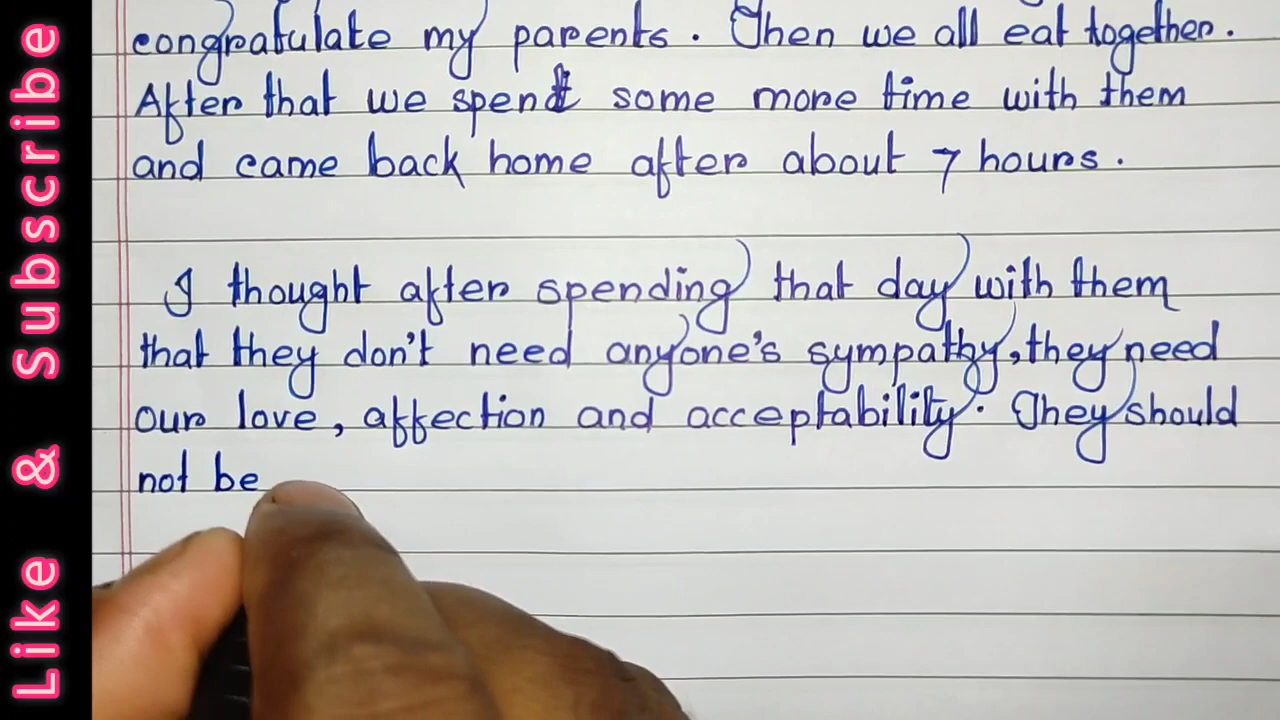 Like & Subscribe
congratulate my parents. Then we all eat together.
After that we spent some more time with them
and came back home after about 7 hours.
I thought after spending that day with them
that they don't need anyone's sympathy, they need
our love, affection and acceptability. They should
not be